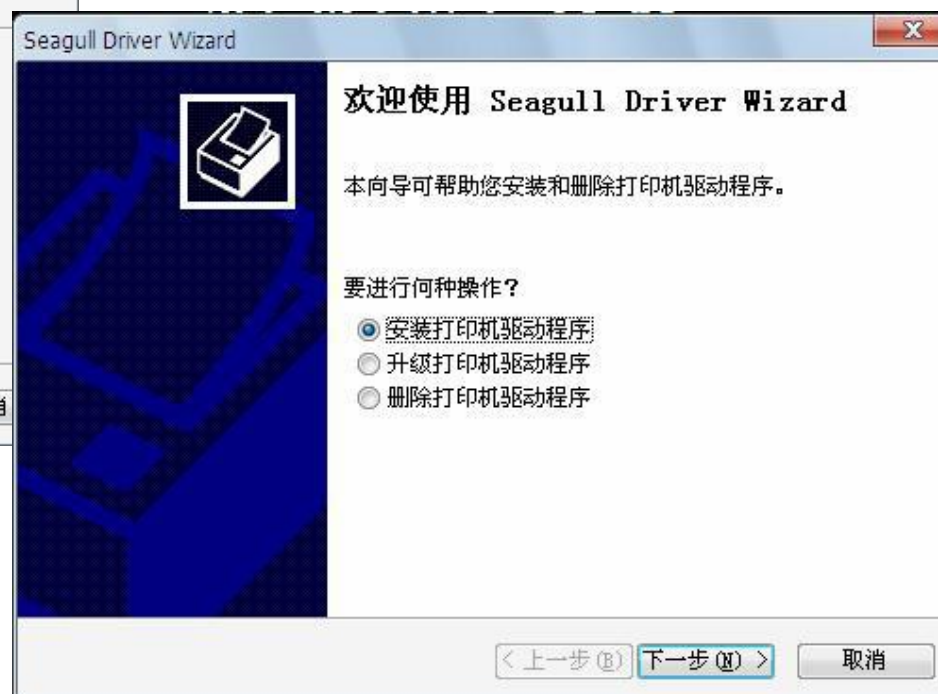 Seagull Driver Wizard
欢迎使用 Seagull Driver Wizard
本向导可帮助您安装和删除打印机驱动程序。
要进行何种操作？
安装打印机驱动程序
升级打印机驱动程序
删除打印机驱动程序
< 上一步(B)
下一步(N) >
取消